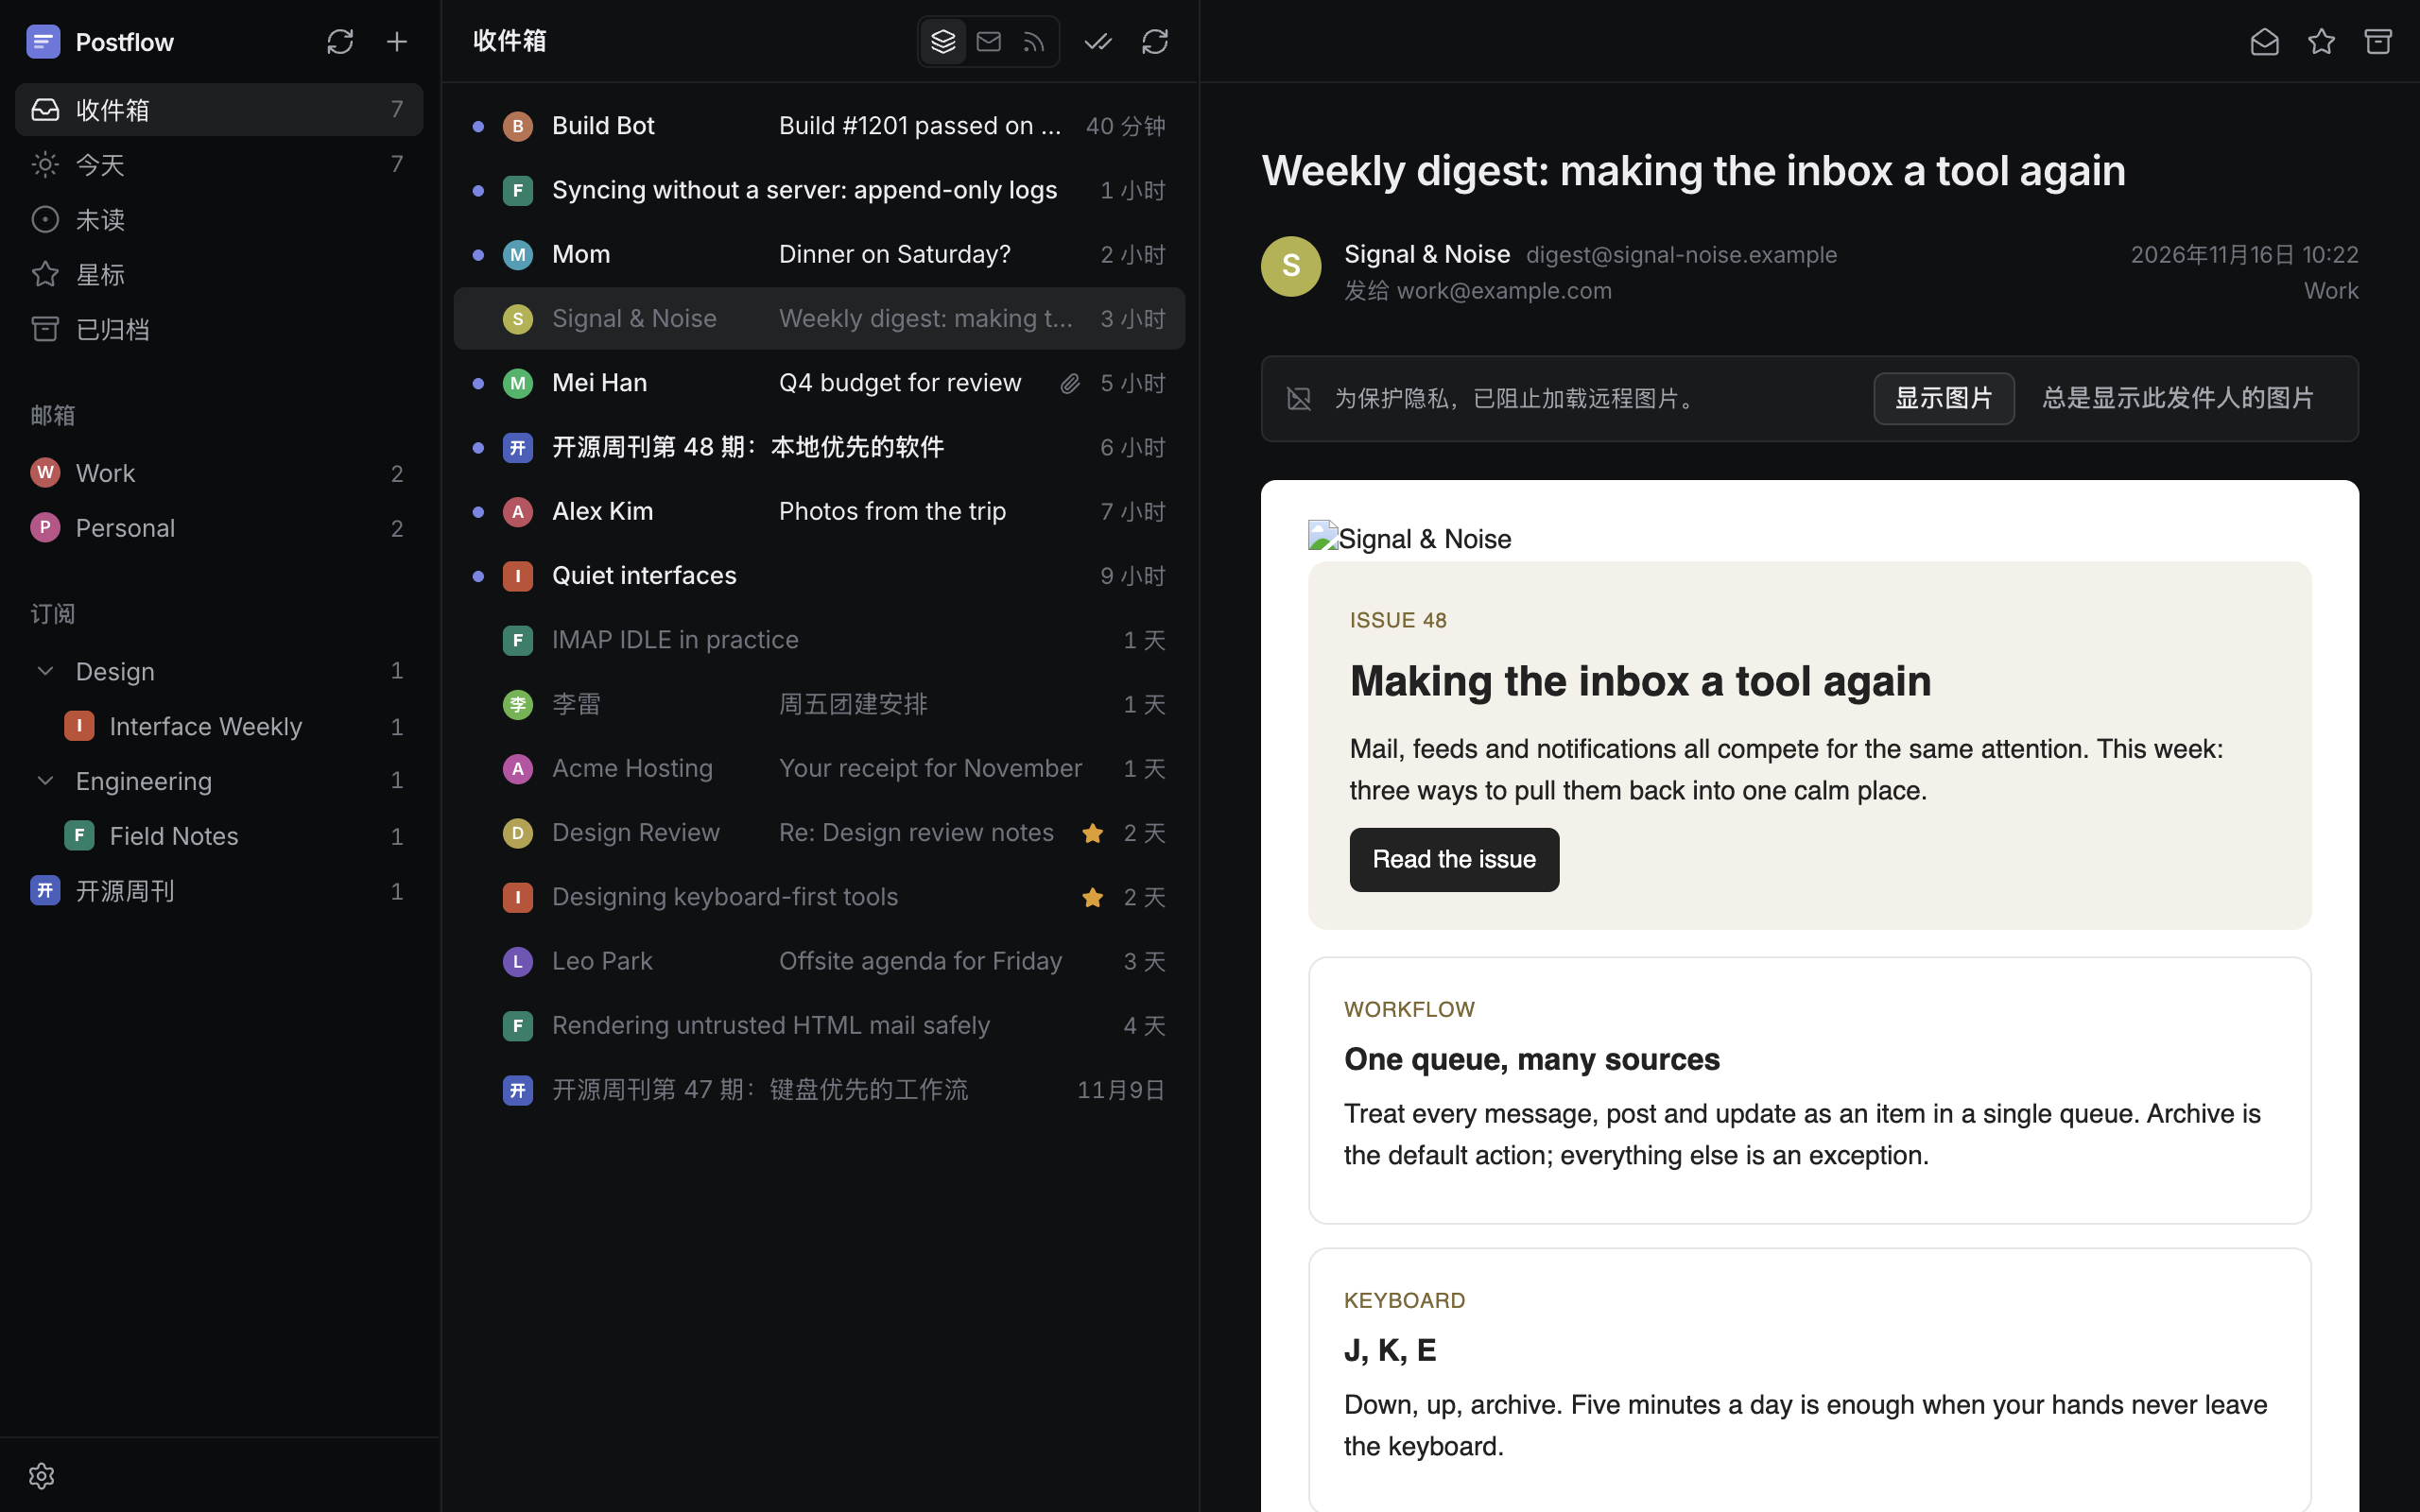 Postflow
收件箱 7
今天 7
未读
星标
已归档
邮箱
W Work 2
P Personal 2
订阅
Design 1
I Interface Weekly 1
Engineering 1
F Field Notes 1
开 开源周刊 1
收件箱
B Build Bot Build #1201 passed on ... 40 分钟
F Syncing without a server: append-only logs 1 小时
M Mom Dinner on Saturday? 2 小时
S Signal & Noise Weekly digest: making t... 3 小时
M Mei Han Q4 budget for review 5 小时
开 开源周刊第 48 期：本地优先的软件 6 小时
A Alex Kim Photos from the trip 7 小时
I Quiet interfaces 9 小时
F IMAP IDLE in practice 1 天
李 李雷 周五团建安排 1 天
A Acme Hosting Your receipt for November 1 天
D Design Review Re: Design review notes 2 天
I Designing keyboard-first tools 2 天
L Leo Park Offsite agenda for Friday 3 天
F Rendering untrusted HTML mail safely 4 天
开 开源周刊第 47 期：键盘优先的工作流 11月9日
Weekly digest: making the inbox a tool again
S Signal & Noise digest@signal-noise.example 2026年11月16日 10:22
发给 work@example.com Work
为保护隐私，已阻止加载远程图片。 显示图片 总是显示此发件人的图片
Signal & Noise
ISSUE 48
Making the inbox a tool again
Mail, feeds and notifications all compete for the same attention. This week:
three ways to pull them back into one calm place.
Read the issue
WORKFLOW
One queue, many sources
Treat every message, post and update as an item in a single queue. Archive is
the default action; everything else is an exception.
KEYBOARD
J, K, E
Down, up, archive. Five minutes a day is enough when your hands never leave
the keyboard.